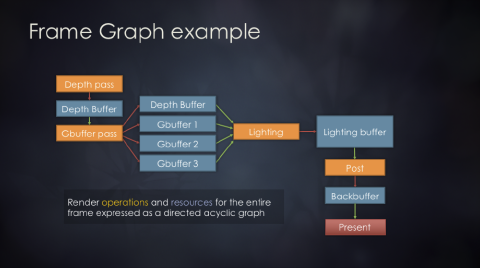 Frame Graph example
Depth pass
Depth Buffer
Gbuffer pass
Depth Buffer
Gbuffer 1
Gbuffer 2
Gbuffer 3
Lighting
Lighting buffer
Post
Backbuffer
Present
Render operations and resources for the entire
frame expressed as a directed acyclic graph